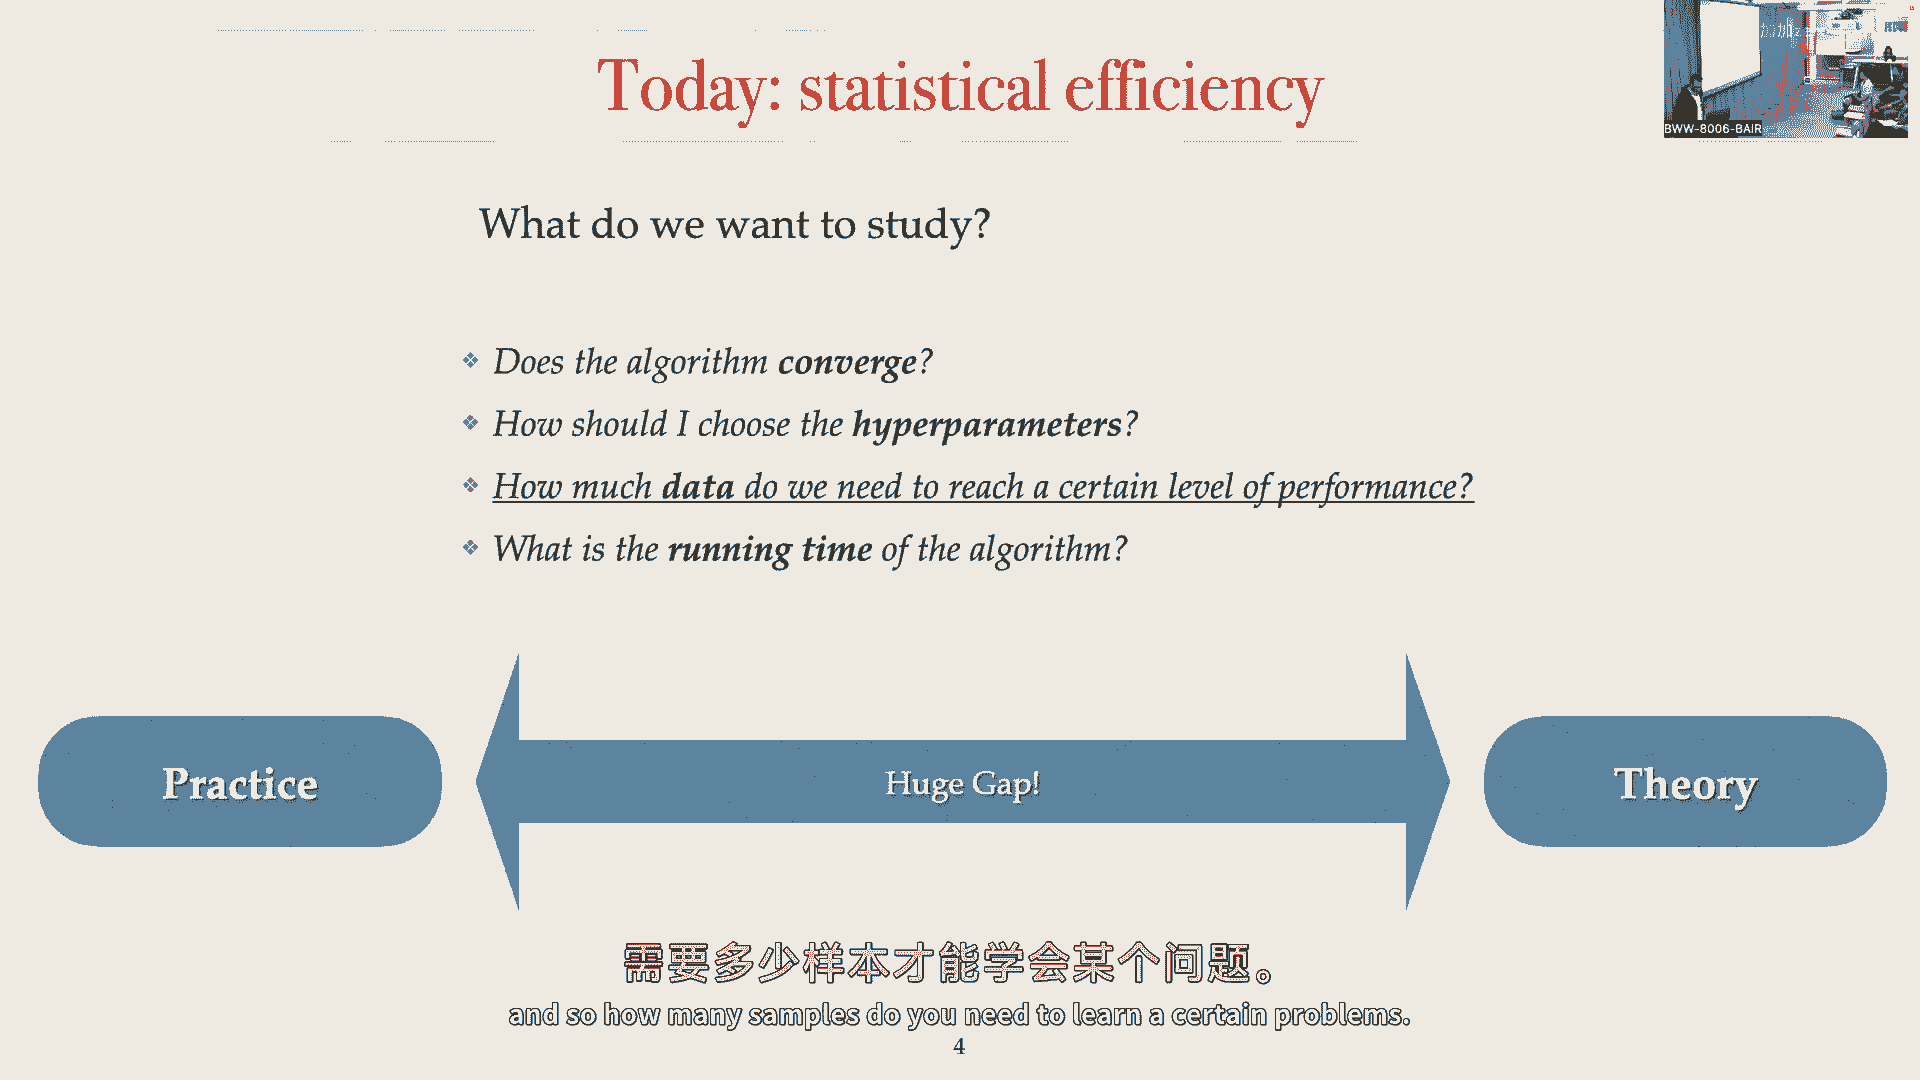 Today: statistical efficiency
BWW-8006-BAIR
What do we want to study?
❖ Does the algorithm converge?
❖ How should I choose the hyperparameters?
❖ How much data do we need to reach a certain level of performance?
❖ What is the running time of the algorithm?
Practice
Huge Gap!
Theory
需要多少样本才能学会某个问题。
and so how many samples do you need to learn a certain problems.
4